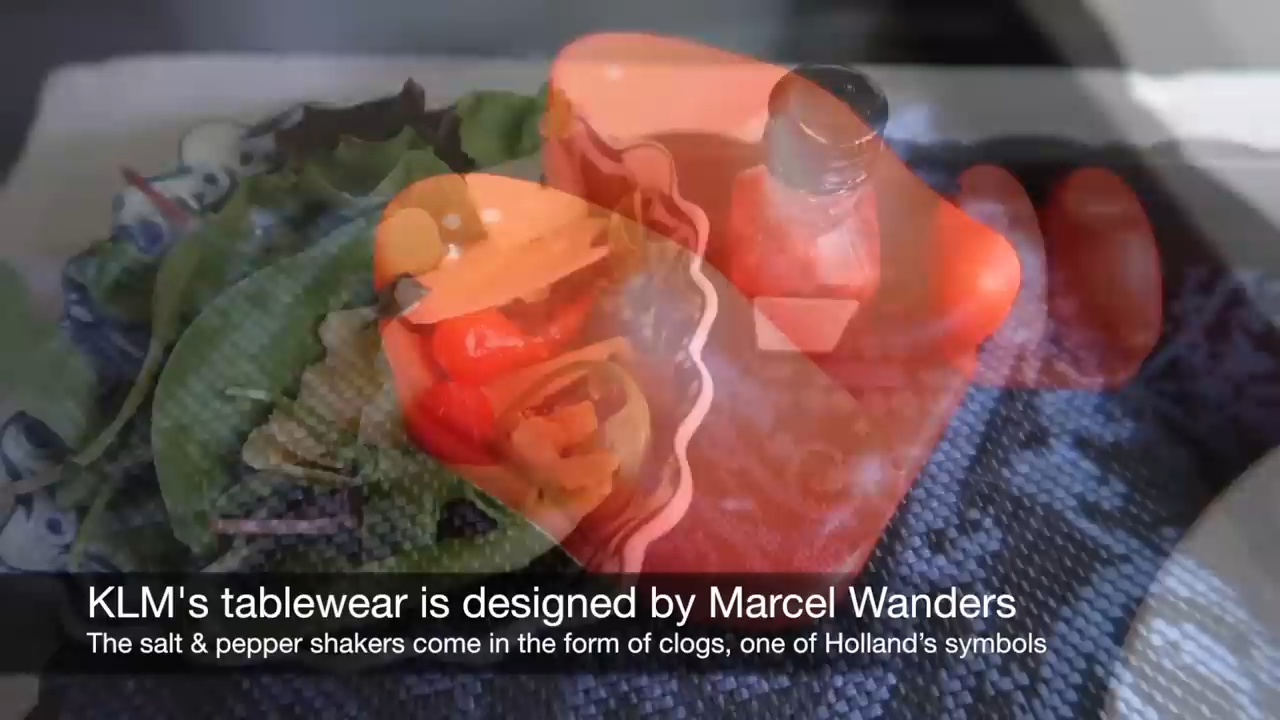 KLM's tablewear is designed by Marcel Wanders
The salt & pepper shakers come in the form of clogs, one of Holland’s symbols